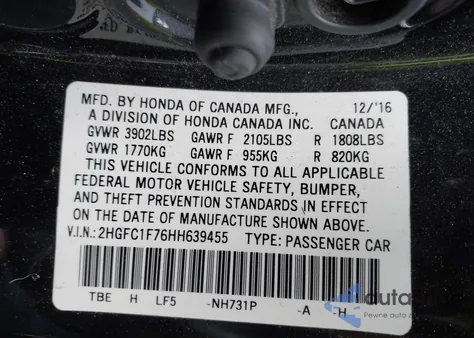 MFD. BY HONDA OF CANADA MFG., 12/'16
A DIVISION OF HONDA CANADA INC. CANADA
GVWR 3902LBS GAWR F 2105LBS R 1808LBS
GVWR 1770KG GAWR F 955KG R 820KG
THIS VEHICLE CONFORMS TO ALL APPLICABLE
FEDERAL MOTOR VEHICLE SAFETY, BUMPER,
AND THEFT PREVENTION STANDARDS IN EFFECT
ON THE DATE OF MANUFACTURE SHOWN ABOVE.
V.I.N.: 2HGFC1F76HH639455 TYPE: PASSENGER CAR
TBE H LF5 -NH731P -A -H
Pewne auto